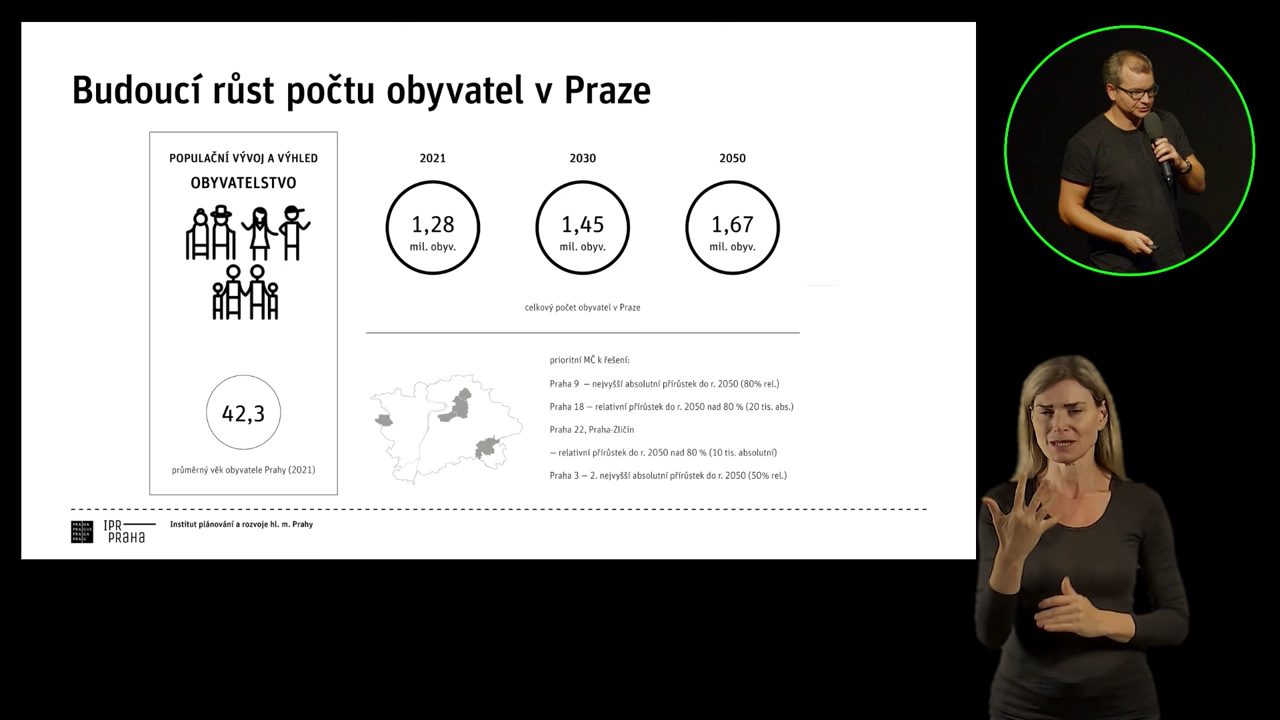 Budoucí růst počtu obyvatel v Praze
POPULAČNÍ VÝVOJ A VÝHLED
OBYVATELSTVO
42,3
průměrný věk obyvatele Prahy (2021)
2021
2030
2050
1,28
mil. obyv.
1,45
mil. obyv.
1,67
mil. obyv.
celkový počet obyvatel v Praze
prioritní MČ k řešení:
Praha 9 – nejvyšší absolutní přírůstek do r. 2050 (80% rel.)
Praha 18 – relativní přírůstek do r. 2050 nad 80 % (20 tis. abs.)
Praha 22, Praha-Zličín
– relativní přírůstek do r. 2050 nad 80 % (10 tis. absolutní)
Praha 3 – 2. nejvyšší absolutní přírůstek do r. 2050 (50% rel.)
PRAHA
PRAGUE
PRAGA
PRAG
IPR
PRAHA
Institut plánování a rozvoje hl. m. Prahy